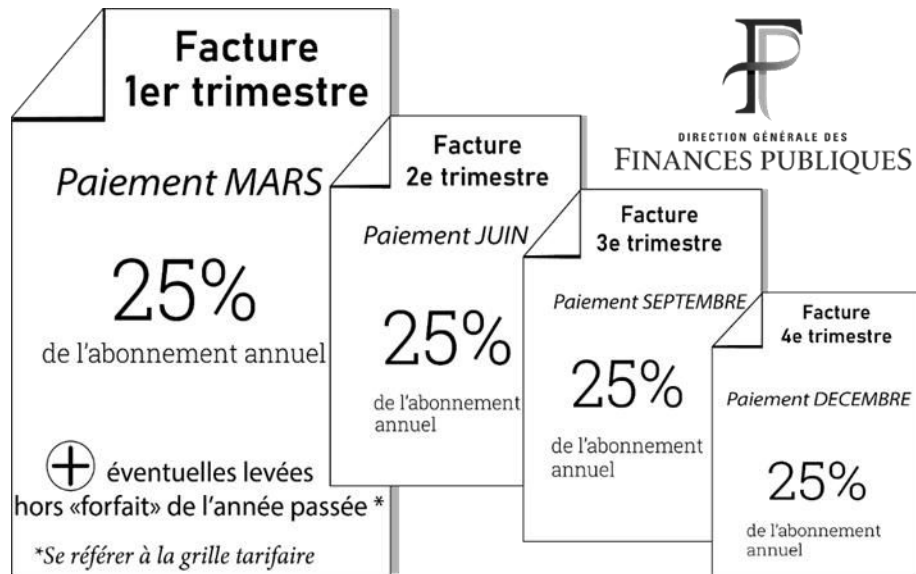 Facture
1er trimestre
Paiement MARS
25%
de l'abonnement annuel
+ éventuelles levées
hors «forfait» de l'année passée *
*Se référer à la grille tarifaire
Facture
2e trimestre
Paiement JUIN
25%
de l'abonnement
annuel
Facture
3e trimestre
Paiement SEPTEMBRE
25%
de l'abonnement
annuel
Facture
4e trimestre
Paiement DECEMBRE
25%
de l'abonnement
annuel
DIRECTION GÉNÉRALE DES
FINANCES PUBLIQUES